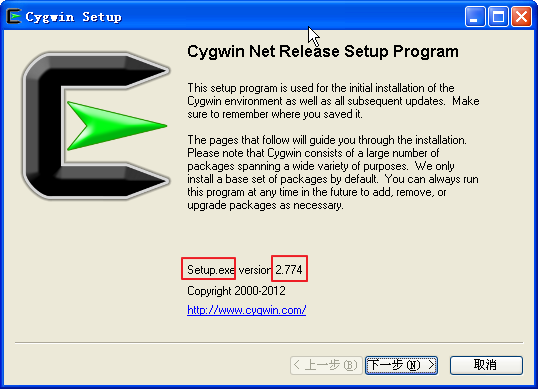 Cygwin Setup
Cygwin Net Release Setup Program
This setup program is used for the initial installation of the
Cygwin environment as well as all subsequent updates.  Make
sure to remember where you saved it.
The pages that follow will guide you through the installation.
Please note that Cygwin consists of a large number of
packages spanning a wide variety of purposes.  We only
install a base set of packages by default.  You can always run
this program at any time in the future to add, remove, or
upgrade packages as necessary.
Setup.exe version 2.774
Copyright 2000-2012
http://www.cygwin.com/
< 上一步(B) 下一步(N) > 取消